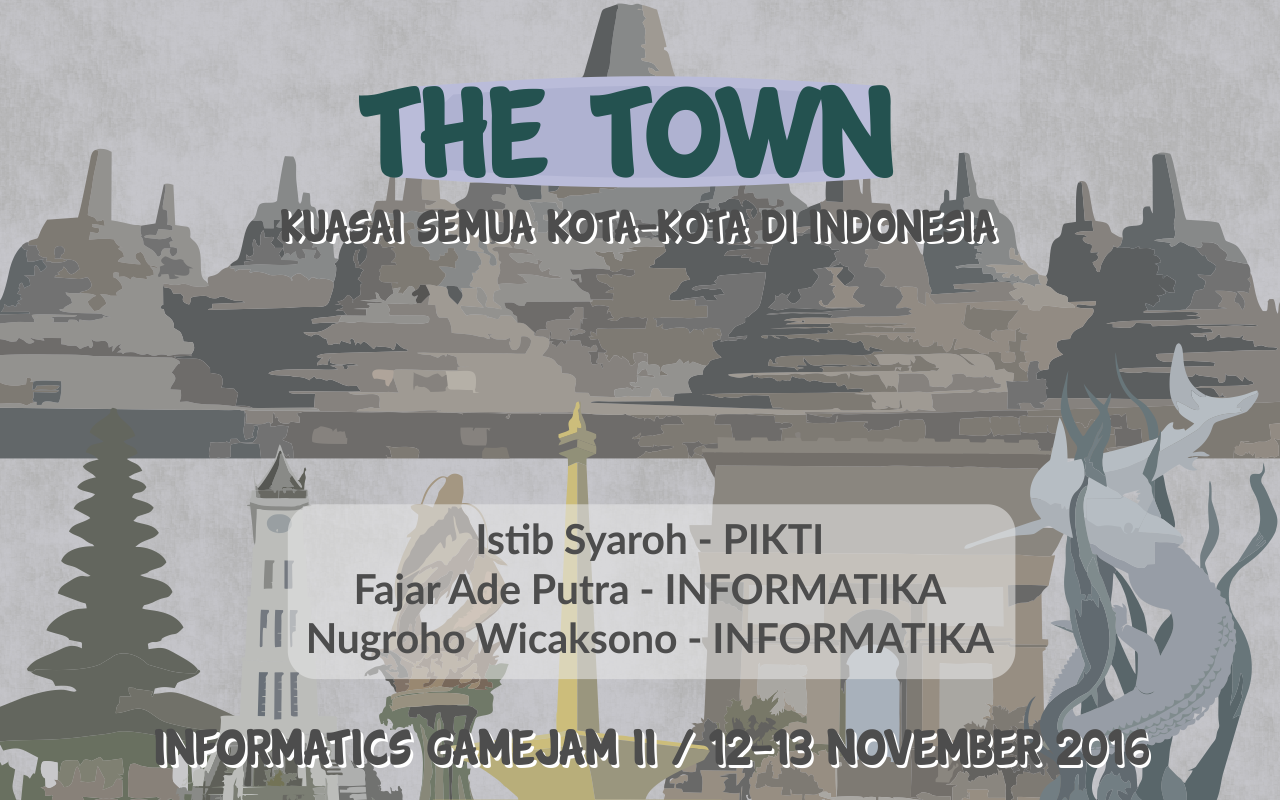 THE TOWN
KUASAI SEMUA KOTA-KOTA DI INDONESIA
Istib Syaroh - PIKTI
Fajar Ade Putra - INFORMATIKA
Nugroho Wicaksono - INFORMATIKA
INFORMATICS GAMEJAM II / 12-13 NOVEMBER 2016